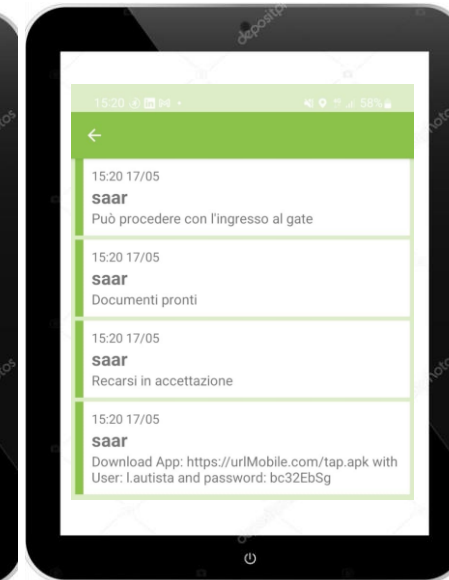 depositphotos
15:20
58%
15:20 17/05
saar
Può procedere con l'ingresso al gate
15:20 17/05
saar
Documenti pronti
15:20 17/05
saar
Recarsi in accettazione
15:20 17/05
saar
Download App: https://urlMobile.com/tap.apk with
User: l.autista and password: bc32EbSg